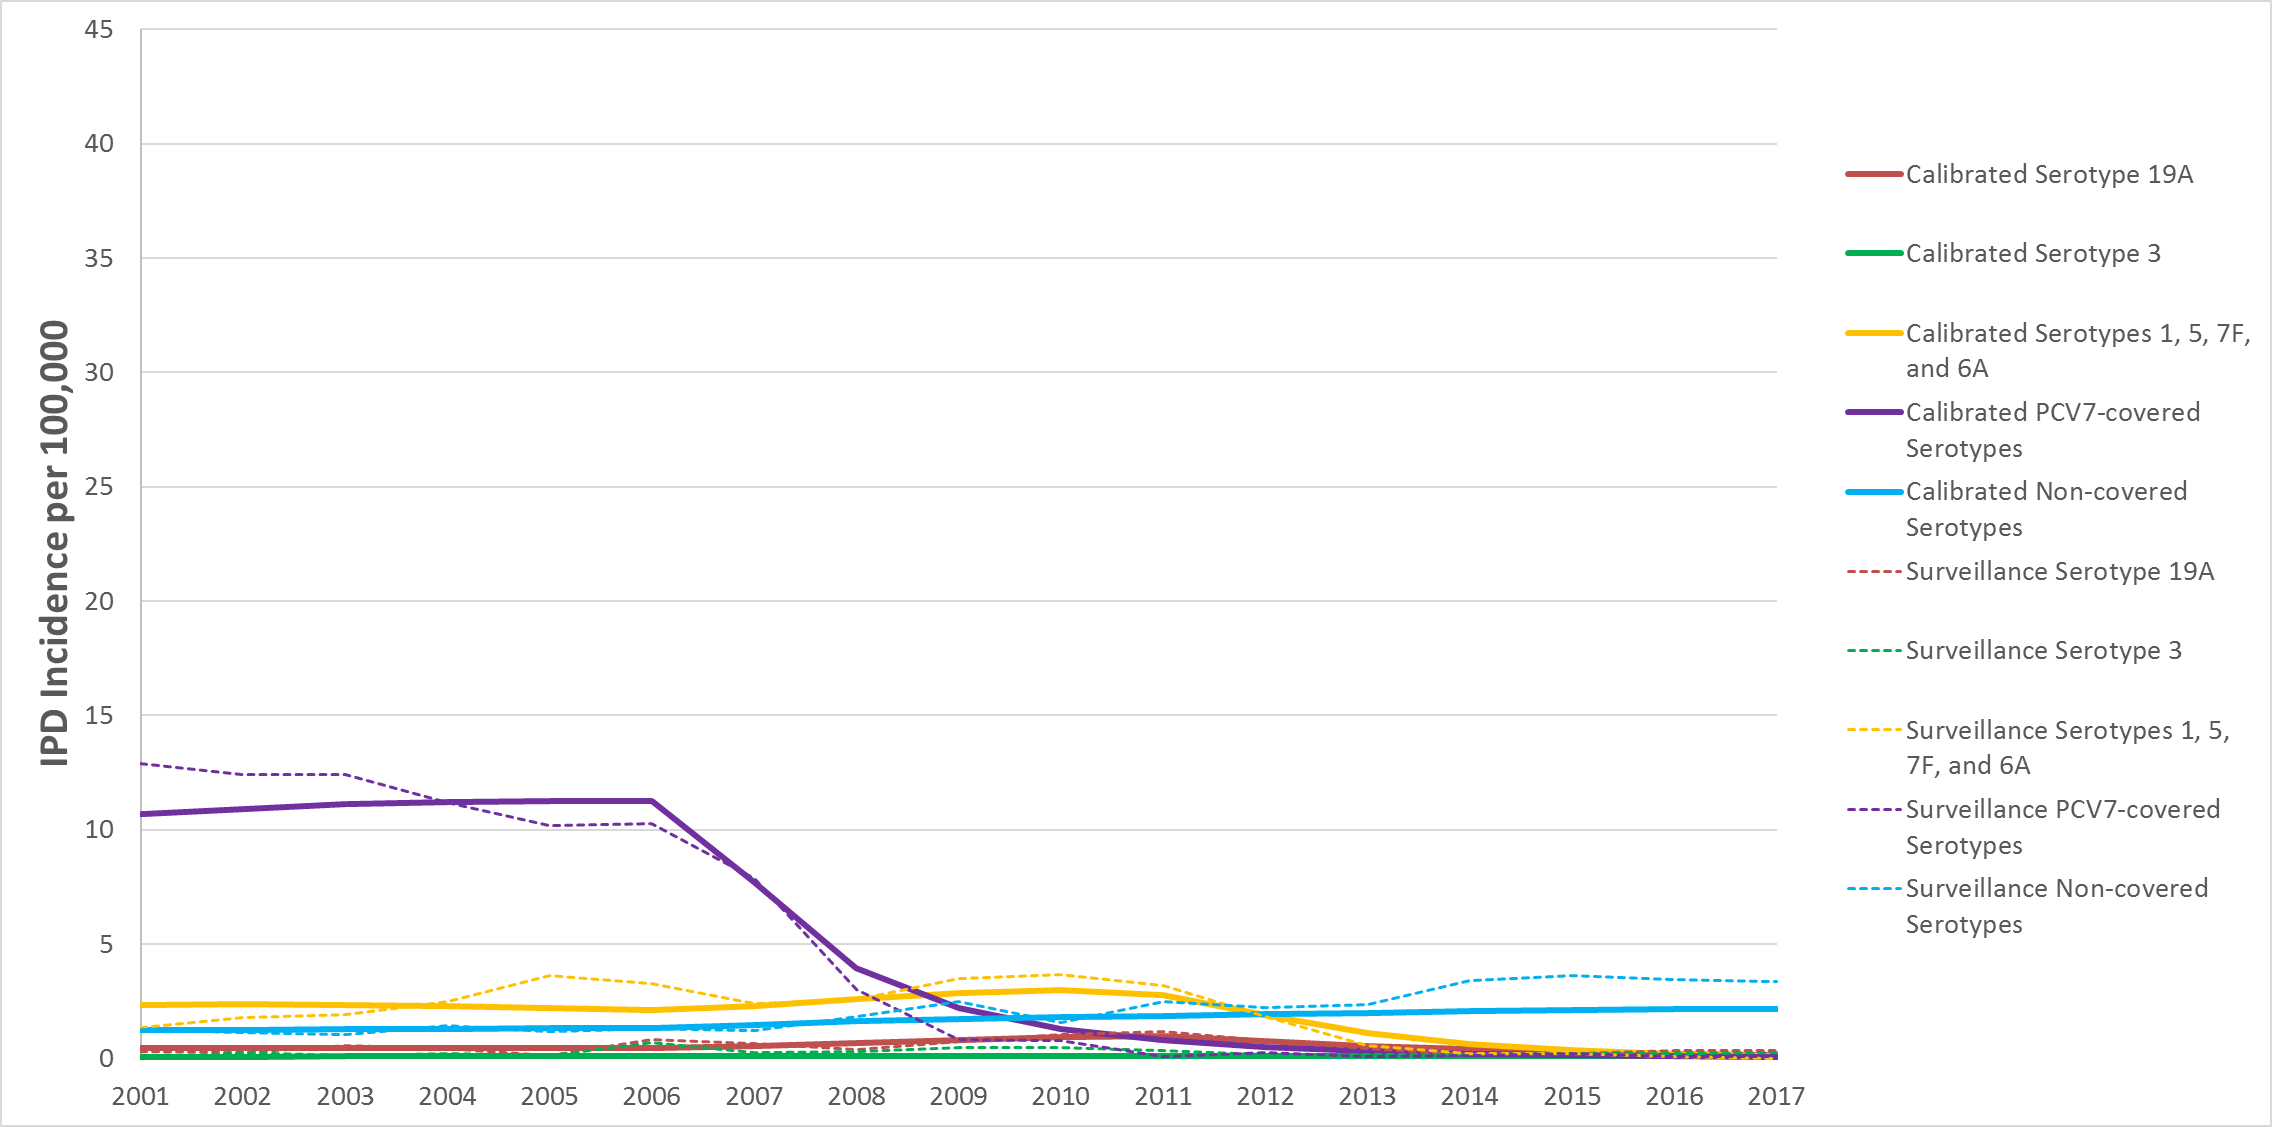 IPD Incidence per 100,000
45
40
35
30
25
20
15
10
5
0
2001 2002 2003 2004 2005 2006 2007 2008 2009 2010 2011 2012 2013 2014 2015 2016 2017
Calibrated Serotype 19A
Calibrated Serotype 3
Calibrated Serotypes 1, 5, 7F,
and 6A
Calibrated PCV7-covered
Serotypes
Calibrated Non-covered
Serotypes
Surveillance Serotype 19A
Surveillance Serotype 3
Surveillance Serotypes 1, 5,
7F, and 6A
Surveillance PCV7-covered
Serotypes
Surveillance Non-covered
Serotypes